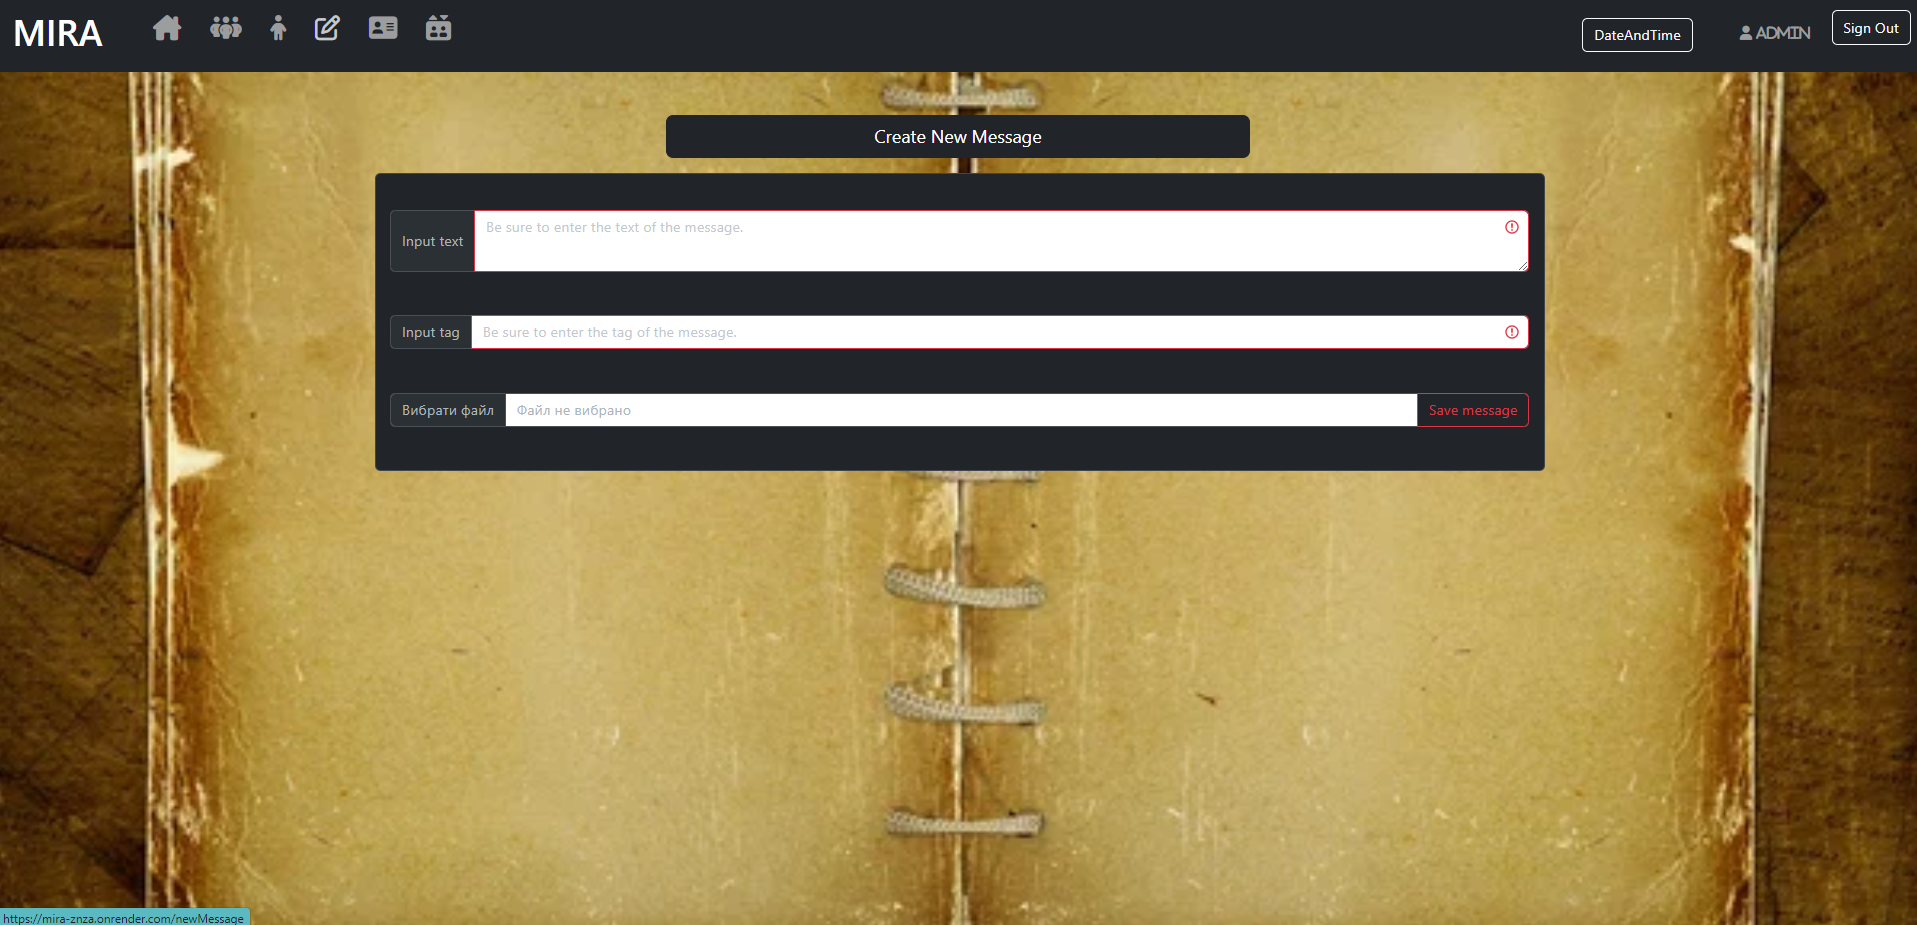 MIRA
DateAndTime
ADMIN
Sign Out
Create New Message
Input text
Be sure to enter the text of the message.
Input tag
Be sure to enter the tag of the message.
Вибрати файл
Файл не вибрано
Save message
https://mira-znza.onrender.com/newMessage